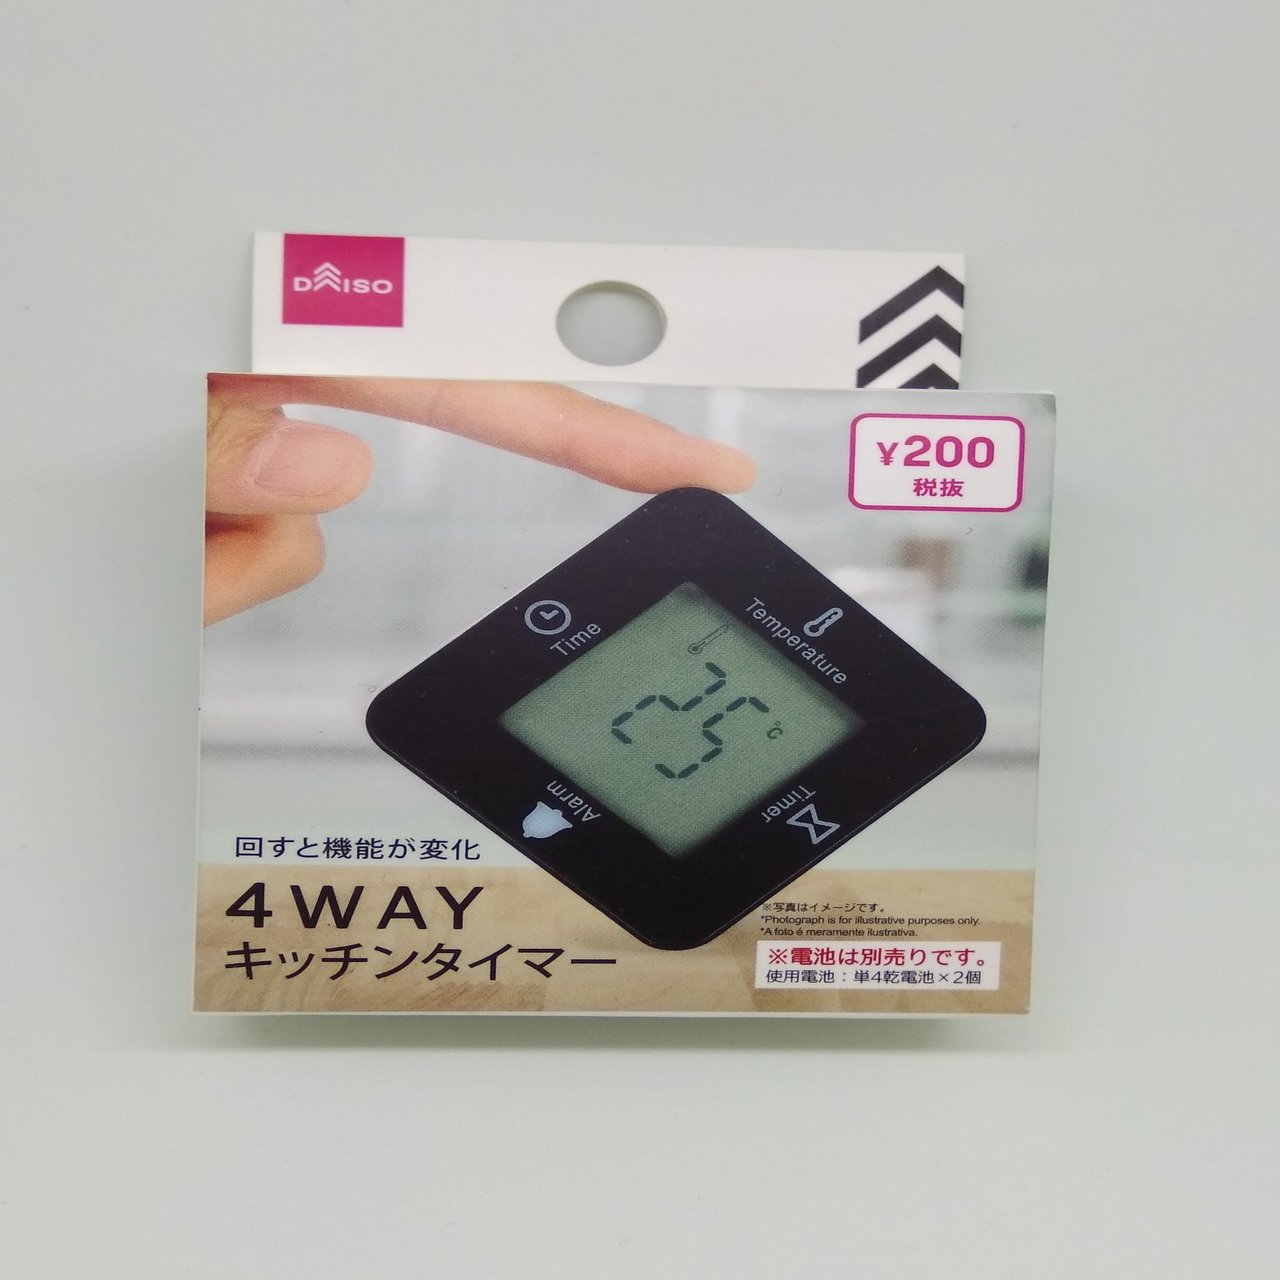 DAISO
¥200
税抜
Time
Temperature
25
°C
Alarm
Timer
回すと機能が変化
4WAY
キッチンタイマー
※写真はイメージです。
*Photograph is for illustrative purposes only.
*A foto é meramente ilustrativa.
※電池は別売りです。
使用電池：単4乾電池×2個